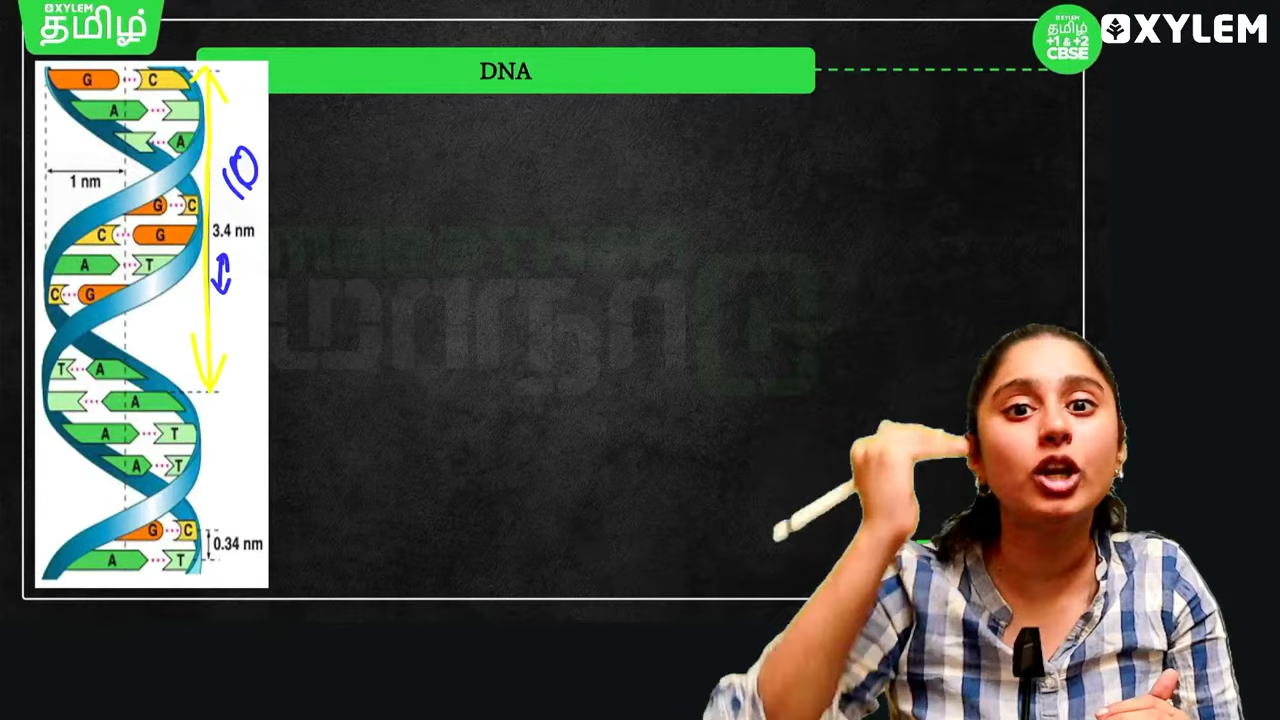 XYLEM
தமிழ்
DNA
XYLEM
தமிழ்
+1 & +2
CBSE
XYLEM
G C
A
A
1 nm
10
G C
3.4 nm
C G
A T
C G
T A
A
A T
A T
G C
0.34 nm
A T